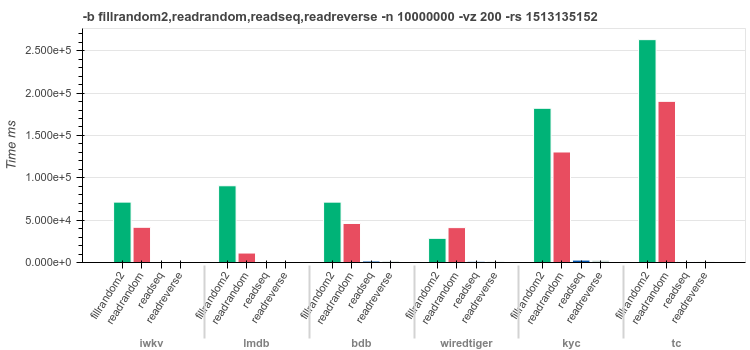 -b fillrandom2,readrandom,readseq,readreverse -n 10000000 -vz 200 -rs 1513135152
Time ms
2.500e+5
2.000e+5
1.500e+5
1.000e+5
5.000e+4
0.000e+0
fillrandom2 readrandom readseq readreverse
fillrandom2 readrandom readseq readreverse
fillrandom2 readrandom readseq readreverse
fillrandom2 readrandom readseq readreverse
fillrandom2 readrandom readseq readreverse
fillrandom2 readrandom readseq readreverse
iwkv lmdb bdb wiredtiger kyc tc